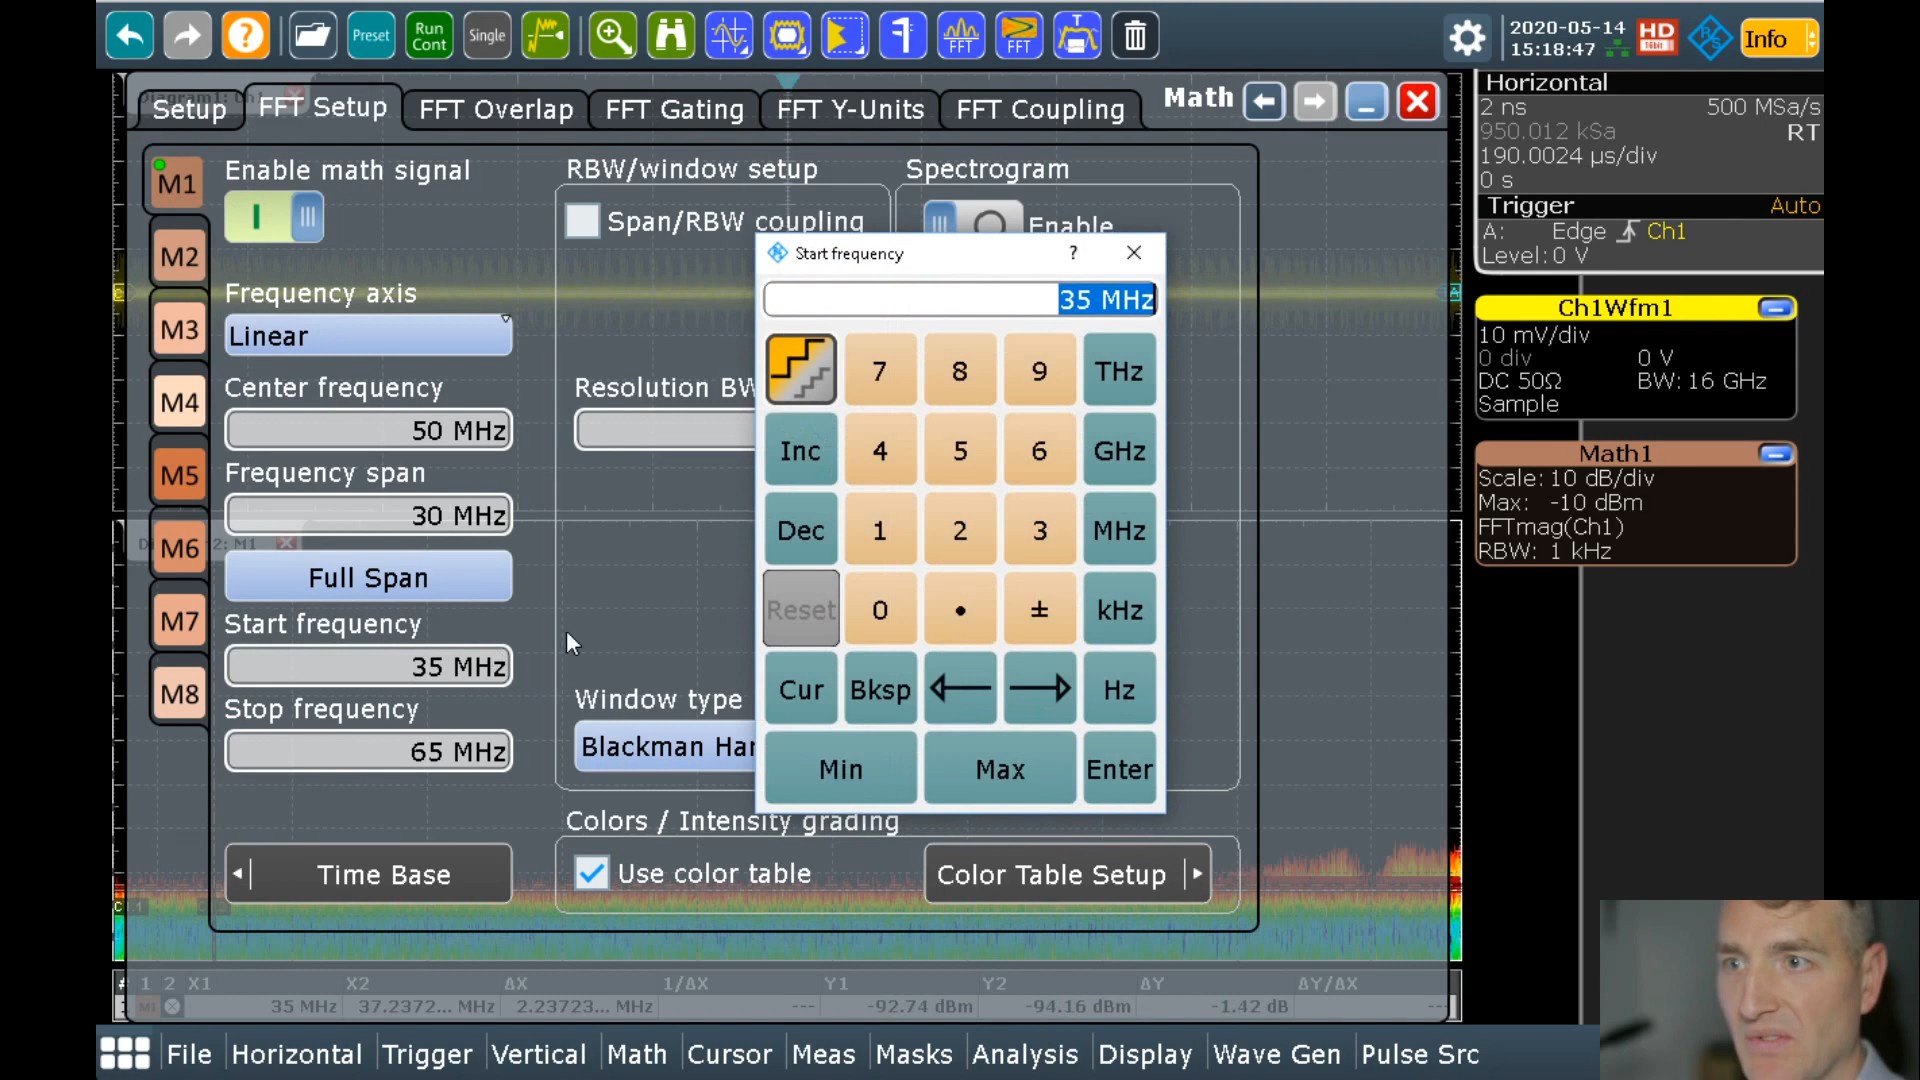 Preset
Run
Cont
Single
FFT
FFT
T
2020-05-14
15:18:47
HD
16bit
R&S
Info
Setup
FFT Setup
FFT Overlap
FFT Gating
FFT Y-Units
FFT Coupling
Math
Diagram1: Ch1
M1
M2
M3
M4
M5
M6
M7
M8
Enable math signal
Frequency axis
Linear
Center frequency
50 MHz
Frequency span
30 MHz
Full Span
Start frequency
35 MHz
Stop frequency
65 MHz
Time Base
RBW/window setup
Span/RBW coupling
Resolution BW
Window type
Blackman Har
Spectrogram
Enable
Colors / Intensity grading
Use color table
Color Table Setup
Start frequency
?
35 MHz
7 8 9 THz
Inc 4 5 6 GHz
Dec 1 2 3 MHz
Reset 0 • ± kHz
Cur Bksp Hz
Min Max Enter
Horizontal
2 ns 500 MSa/s
950.012 kSa RT
190.0024 µs/div
0 s
Trigger Auto
A: Edge Ch1
Level: 0 V
Ch1Wfm1
10 mV/div
0 div 0 V
DC 50Ω BW: 16 GHz
Sample
Math1
Scale: 10 dB/div
Max: -10 dBm
FFTmag(Ch1)
RBW: 1 kHz
2: M1
# 1 2 X1 X2 ΔX 1/ΔX Y1 Y2 ΔY ΔY/ΔX
1 M1 35 MHz 37.2372... MHz 2.23723... MHz --- -92.74 dBm -94.16 dBm -1.42 dB ---
File Horizontal Trigger Vertical Math Cursor Meas Masks Analysis Display Wave Gen Pulse Src